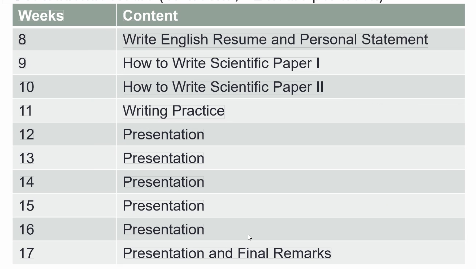 Weeks Content
8 Write English Resume and Personal Statement
9 How to Write Scientific Paper I
10 How to Write Scientific Paper II
11 Writing Practice
12 Presentation
13 Presentation
14 Presentation
15 Presentation
16 Presentation
17 Presentation and Final Remarks